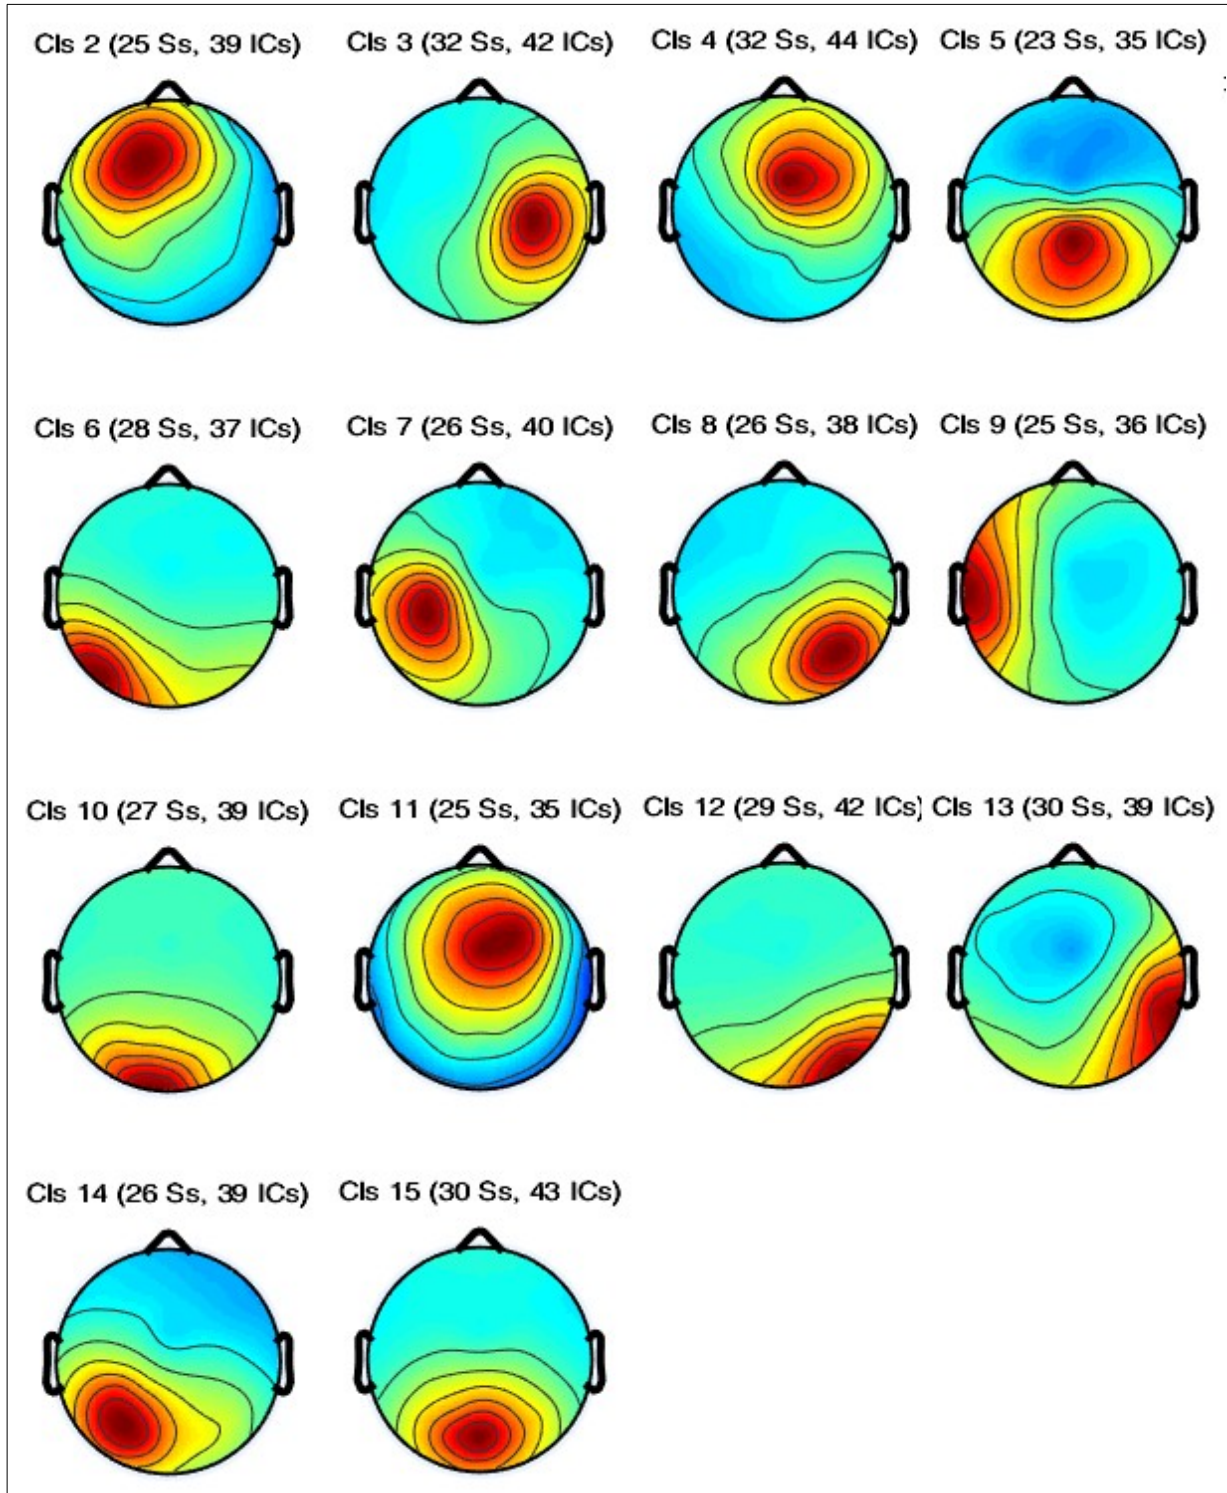 Cls 2 (25 Ss, 39 ICs)
Cls 3 (32 Ss, 42 ICs)
Cls 4 (32 Ss, 44 ICs)
Cls 5 (23 Ss, 35 ICs)
Cls 6 (28 Ss, 37 ICs)
Cls 7 (26 Ss, 40 ICs)
Cls 8 (26 Ss, 38 ICs)
Cls 9 (25 Ss, 36 ICs)
Cls 10 (27 Ss, 39 ICs)
Cls 11 (25 Ss, 35 ICs)
Cls 12 (29 Ss, 42 ICs)
Cls 13 (30 Ss, 39 ICs)
Cls 14 (26 Ss, 39 ICs)
Cls 15 (30 Ss, 43 ICs)